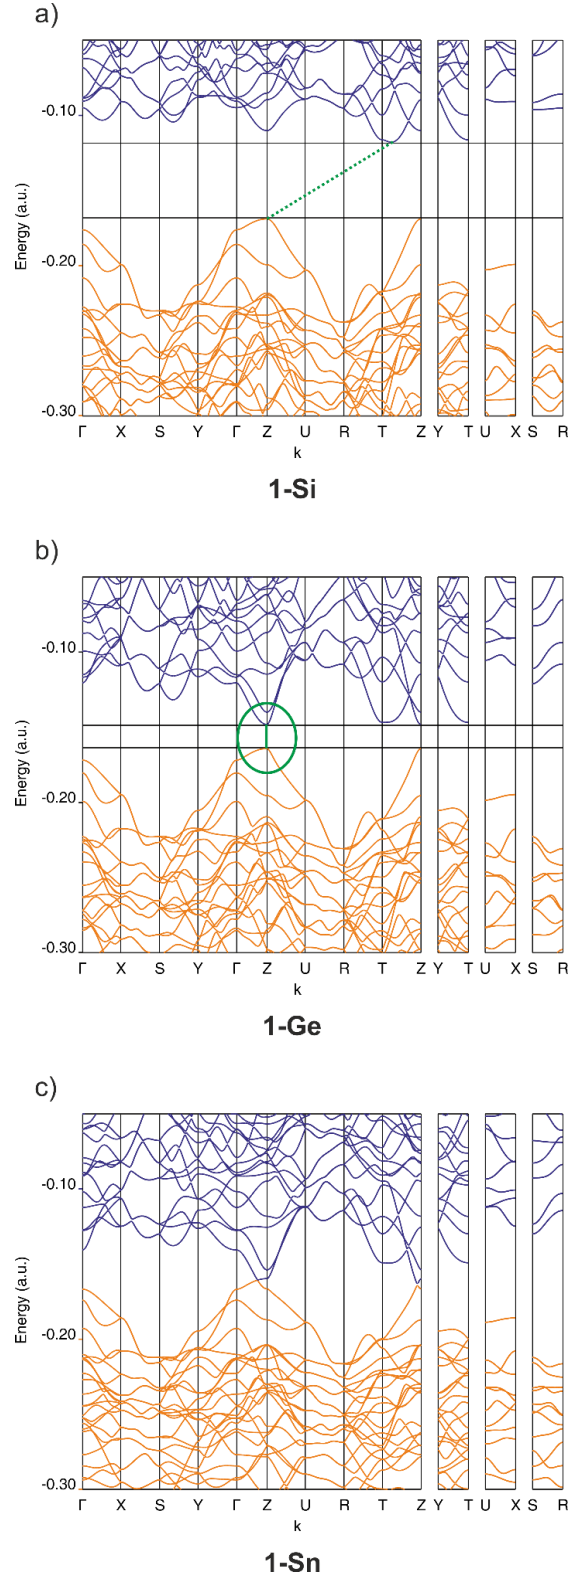 a)
Energy (a.u.)
-0.10
-0.20
-0.30
Γ X S Y Γ Z U R T Z Y T U X S R
k
1-Si
b)
Energy (a.u.)
-0.10
-0.20
-0.30
Γ X S Y Γ Z U R T Z Y T U X S R
k
1-Ge
c)
Energy (a.u.)
-0.10
-0.20
-0.30
Γ X S Y Γ Z U R T Z Y T U X S R
k
1-Sn